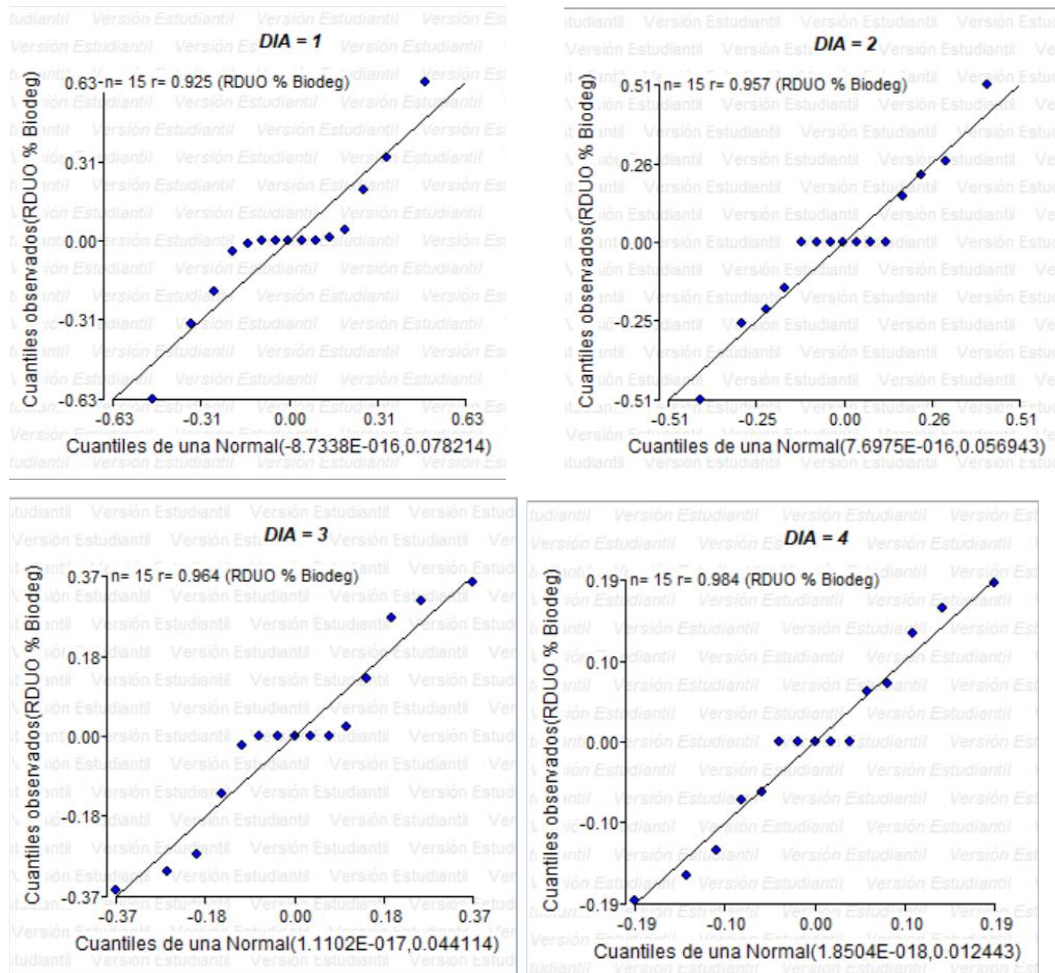 DIA = 1
n= 15 r= 0.925 (RDUO % Biodeg)
Cuantiles observados(RDUO % Biodeg)
0.63
0.31
0.00
-0.31
-0.63
-0.63 -0.31 0.00 0.31 0.63
Cuantiles de una Normal(-8.7338E-016,0.078214)
DIA = 2
n= 15 r= 0.957 (RDUO % Biodeg)
Cuantiles observados(RDUO % Biodeg)
0.51
0.26
0.00
-0.25
-0.51
-0.51 -0.25 0.00 0.26 0.51
Cuantiles de una Normal(7.6975E-016,0.056943)
DIA = 3
n= 15 r= 0.964 (RDUO % Biodeg)
Cuantiles observados(RDUO % Biodeg)
0.37
0.18
0.00
-0.18
-0.37
-0.37 -0.18 0.00 0.18 0.37
Cuantiles de una Normal(1.1102E-017,0.044114)
DIA = 4
n= 15 r= 0.984 (RDUO % Biodeg)
Cuantiles observados(RDUO % Biodeg)
0.19
0.10
0.00
-0.10
-0.19
-0.19 -0.10 0.00 0.10 0.19
Cuantiles de una Normal(1.8504E-018,0.012443)
Versión Estudiantil